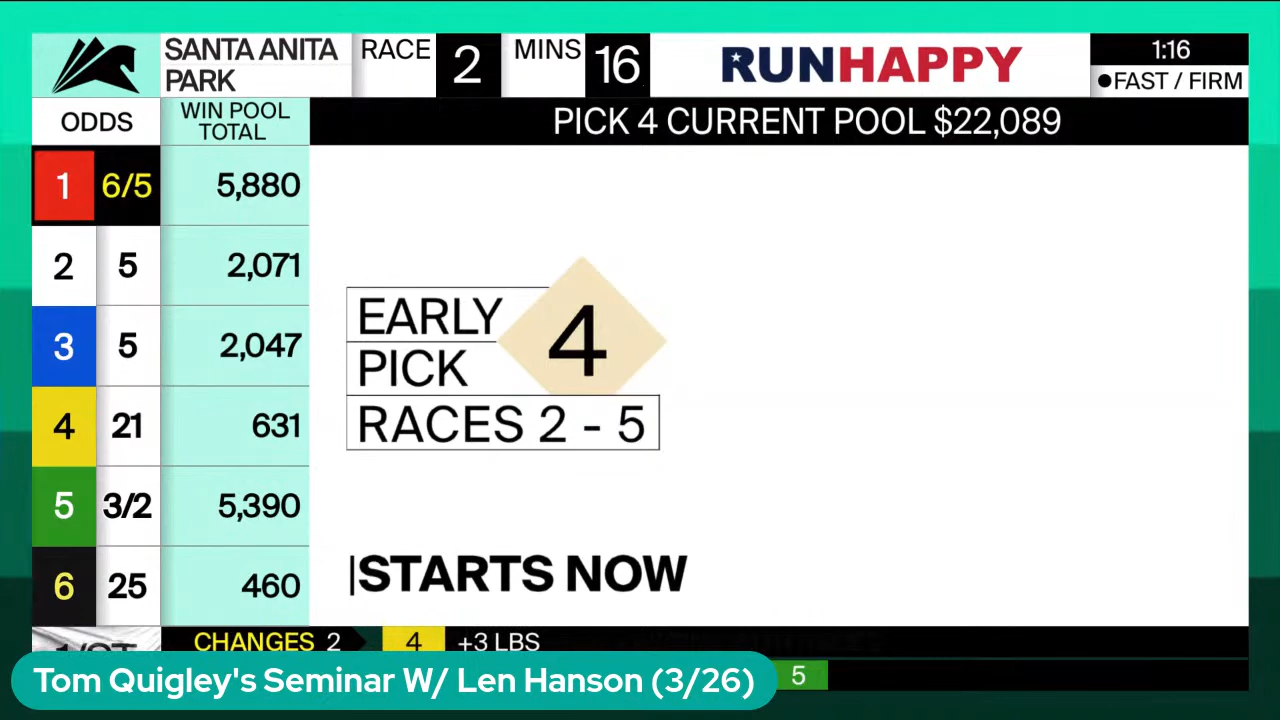 SANTA ANITA
PARK
RACE
2
MINS
16
RUNHAPPY
1:16
FAST / FIRM
ODDS
WIN POOL
TOTAL
PICK 4 CURRENT POOL $22,089
1 6/5 5,880
2 5 2,071
3 5 2,047
4 21 631
5 3/2 5,390
6 25 460
EARLY
PICK
4
RACES 2 - 5
STARTS NOW
CHANGES 2 4 +3 LBS
5
Tom Quigley's Seminar W/ Len Hanson (3/26)